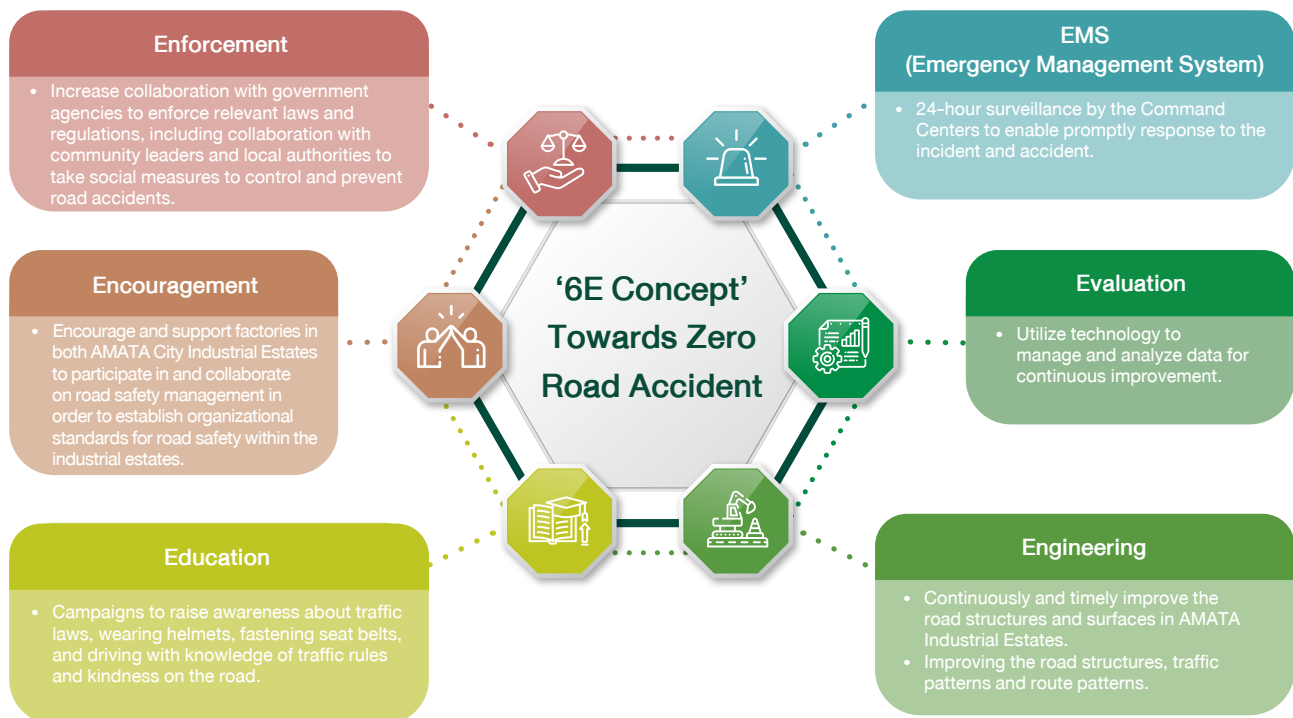 Enforcement
• Increase collaboration with government
agencies to enforce relevant laws and
regulations, including collaboration with
community leaders and local authorities to
take social measures to control and prevent
road accidents.
EMS
(Emergency Management System)
• 24-hour surveillance by the Command
Centers to enable promptly response to the
incident and accident.
Encouragement
• Encourage and support factories in
both AMATA City Industrial Estates
to participate in and collaborate
on road safety management in
order to establish organizational
standards for road safety within the
industrial estates.
‘6E Concept’
Towards Zero
Road Accident
Evaluation
• Utilize technology to
manage and analyze data for
continuous improvement.
Education
• Campaigns to raise awareness about traffic
laws, wearing helmets, fastening seat belts,
and driving with knowledge of traffic rules
and kindness on the road.
Engineering
• Continuously and timely improve the
road structures and surfaces in AMATA
Industrial Estates.
• Improving the road structures, traffic
patterns and route patterns.